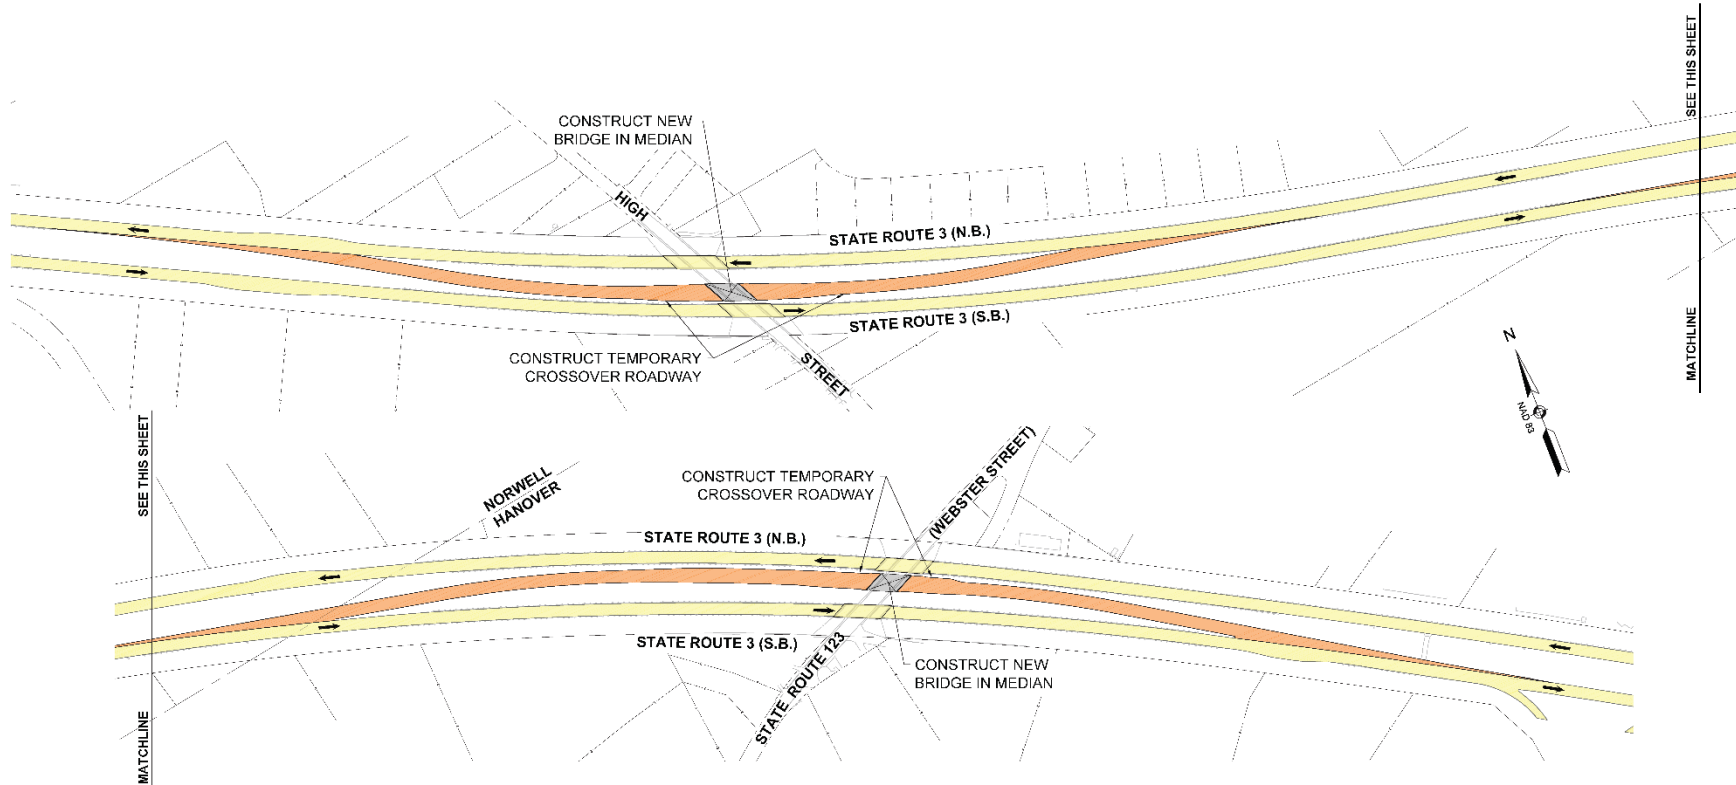 SEE THIS SHEET
MATCHLINE
CONSTRUCT NEW
BRIDGE IN MEDIAN
HIGH
STREET
STATE ROUTE 3 (N.B.)
STATE ROUTE 3 (S.B.)
CONSTRUCT TEMPORARY
CROSSOVER ROADWAY
N
NAD 83
SEE THIS SHEET
MATCHLINE
NORWELL
HANOVER
CONSTRUCT TEMPORARY
CROSSOVER ROADWAY
(WEBSTER STREET)
STATE ROUTE 3 (N.B.)
STATE ROUTE 3 (S.B.)
STATE ROUTE 123
CONSTRUCT NEW
BRIDGE IN MEDIAN